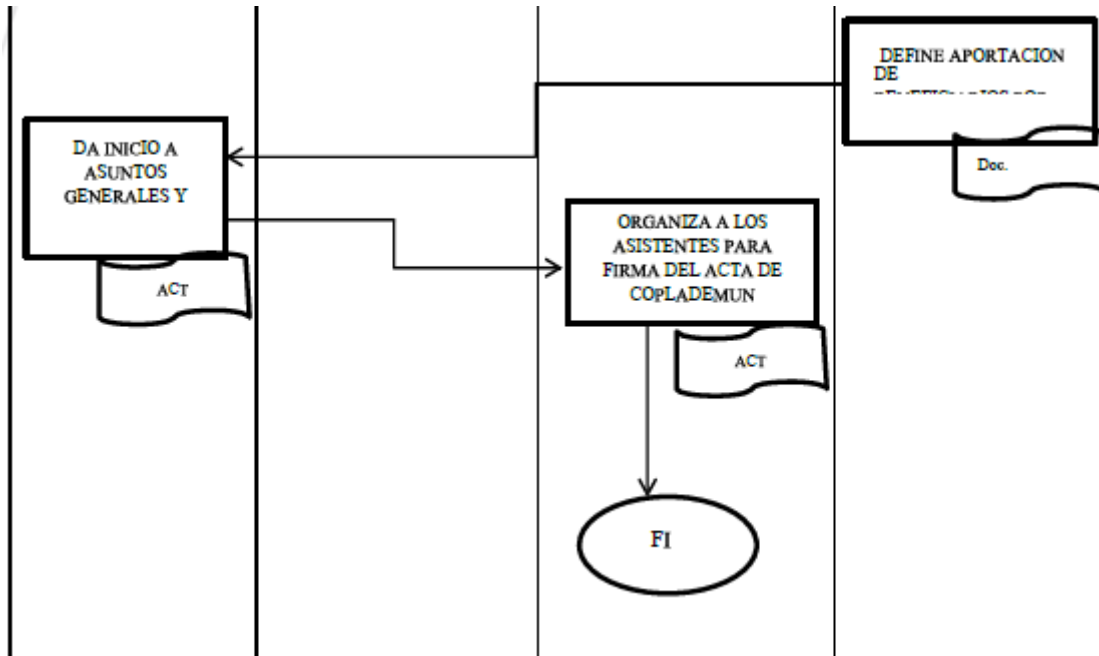 DEFINE APORTACION
DE
Doc.
DA INICIO A
ASUNTOS
GENERALES Y
ACT
ORGANIZA A LOS
ASISTENTES PARA
FIRMA DEL ACTA DE
COPLADEMUN
ACT
FI